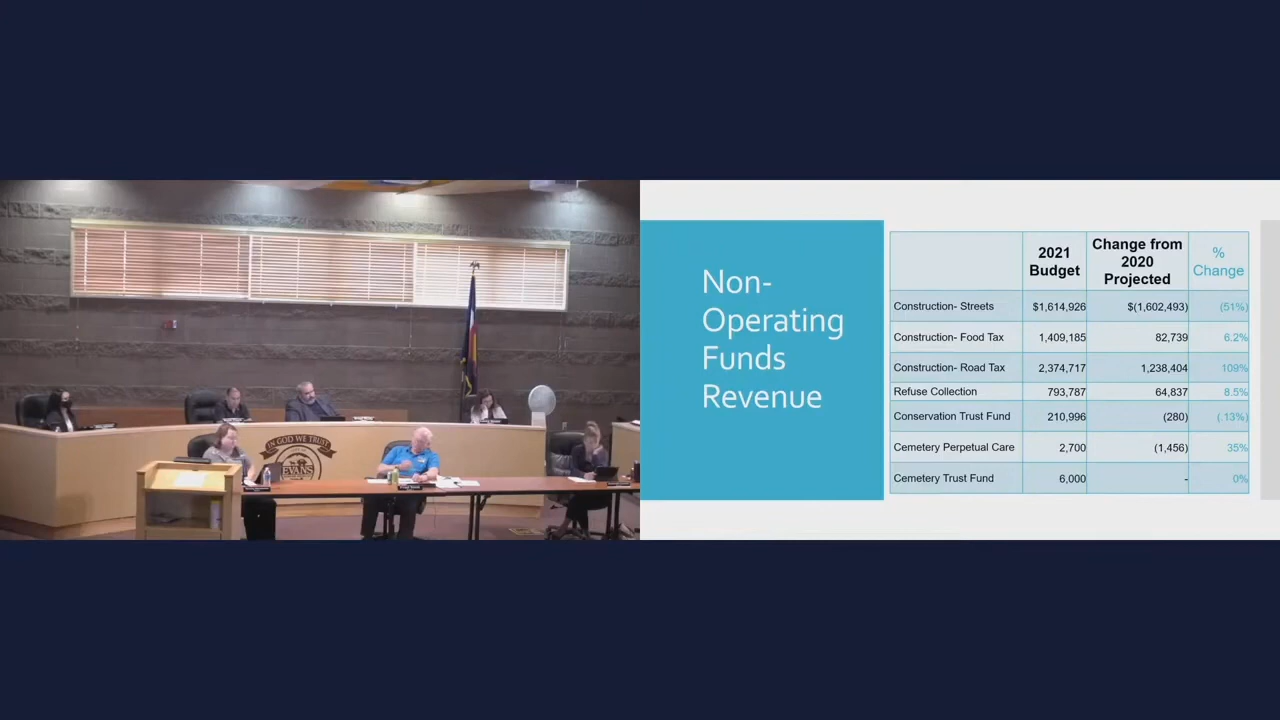 IN GOD WE TRUST
EVANS
Non-
Operating
Funds
Revenue
2021 Budget Change from 2020 Projected % Change
Construction- Streets $1,614,926 $(1,602,493) (51%)
Construction- Food Tax 1,409,185 82,739 6.2%
Construction- Road Tax 2,374,717 1,238,404 109%
Refuse Collection 793,787 64,837 8.5%
Conservation Trust Fund 210,996 (280) (.13%)
Cemetery Perpetual Care 2,700 (1,456) 35%
Cemetery Trust Fund 6,000 - 0%